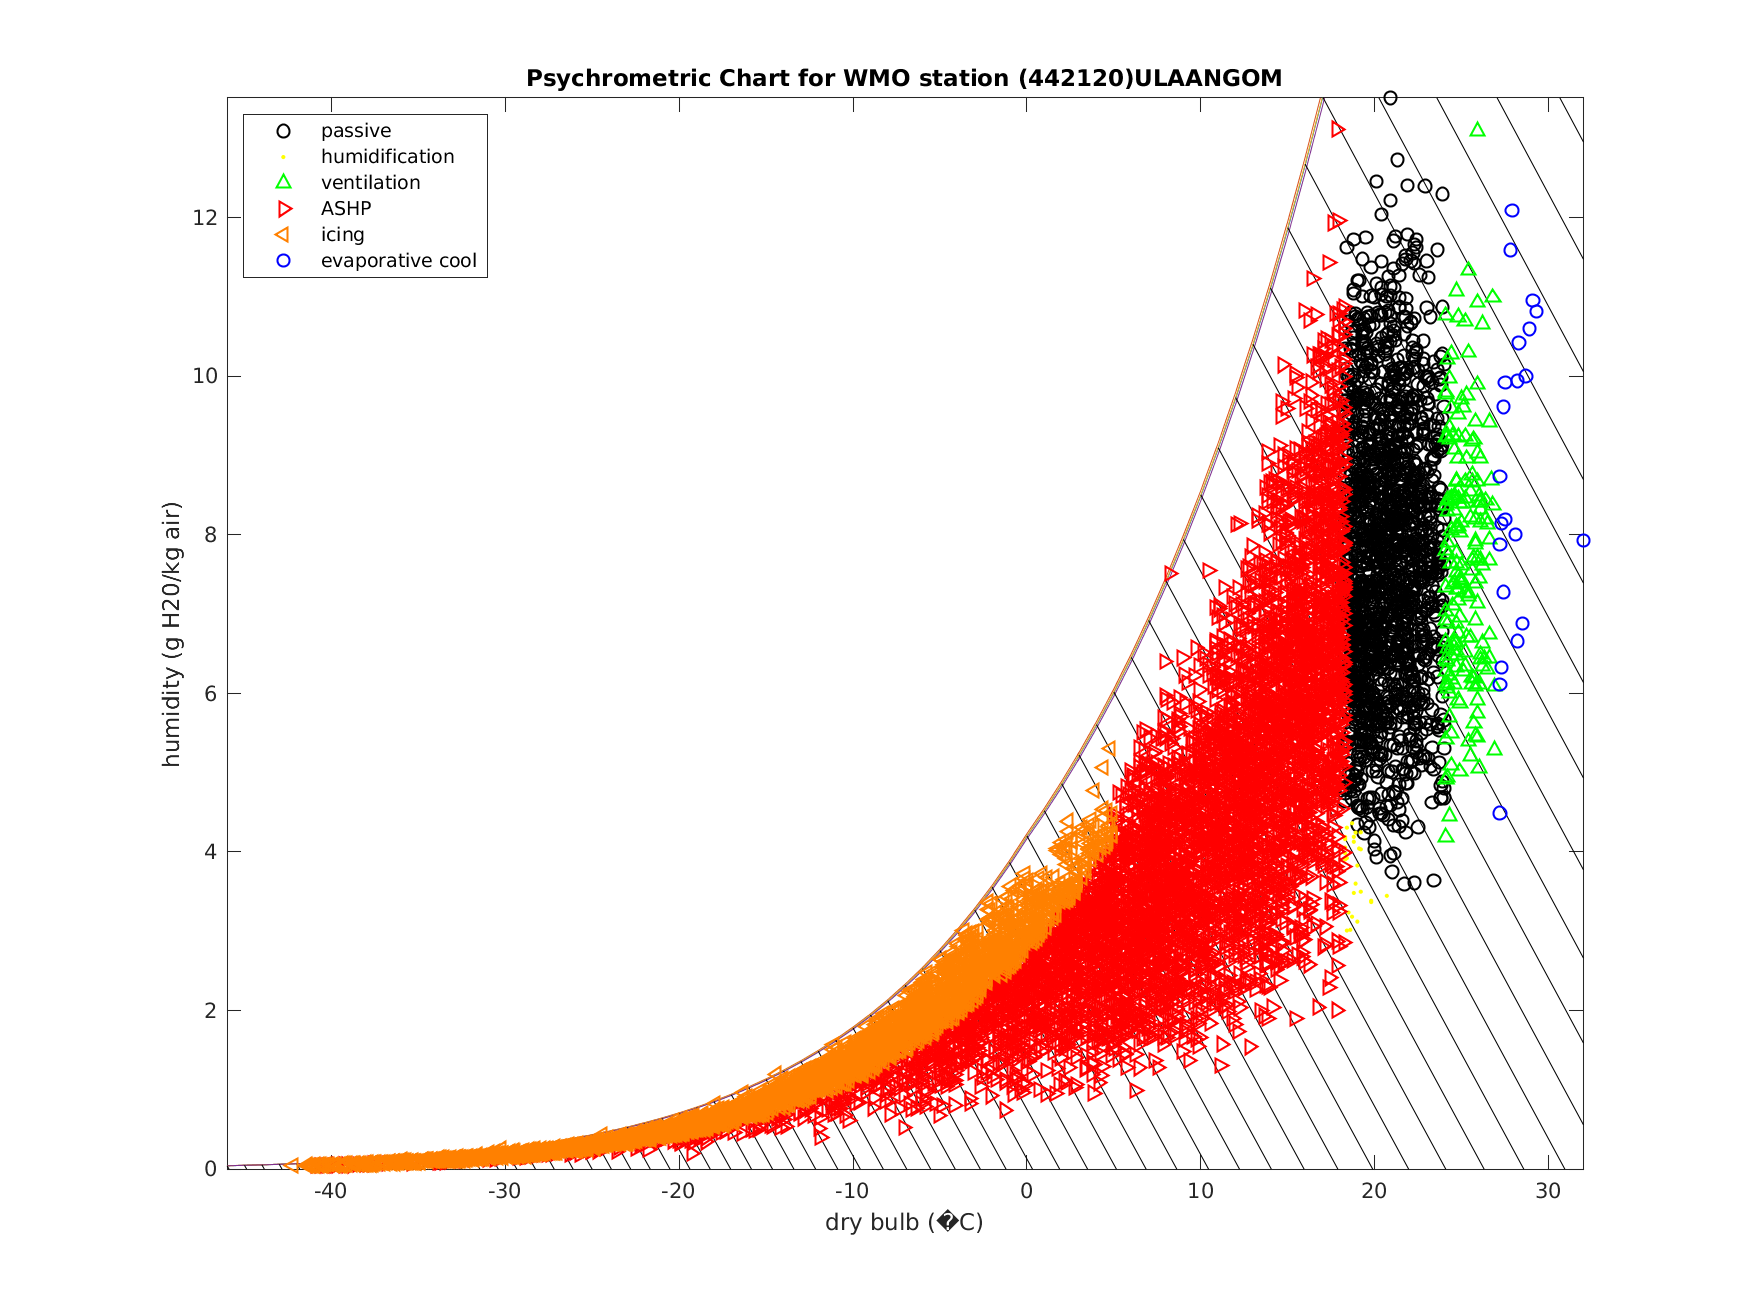 Psychrometric Chart for WMO station (442120)ULAANGOM
passive
humidification
ventilation
ASHP
icing
evaporative cool
humidity (g H20/kg air)
12
10
8
6
4
2
0
-40 -30 -20 -10 0 10 20 30
dry bulb (�C)